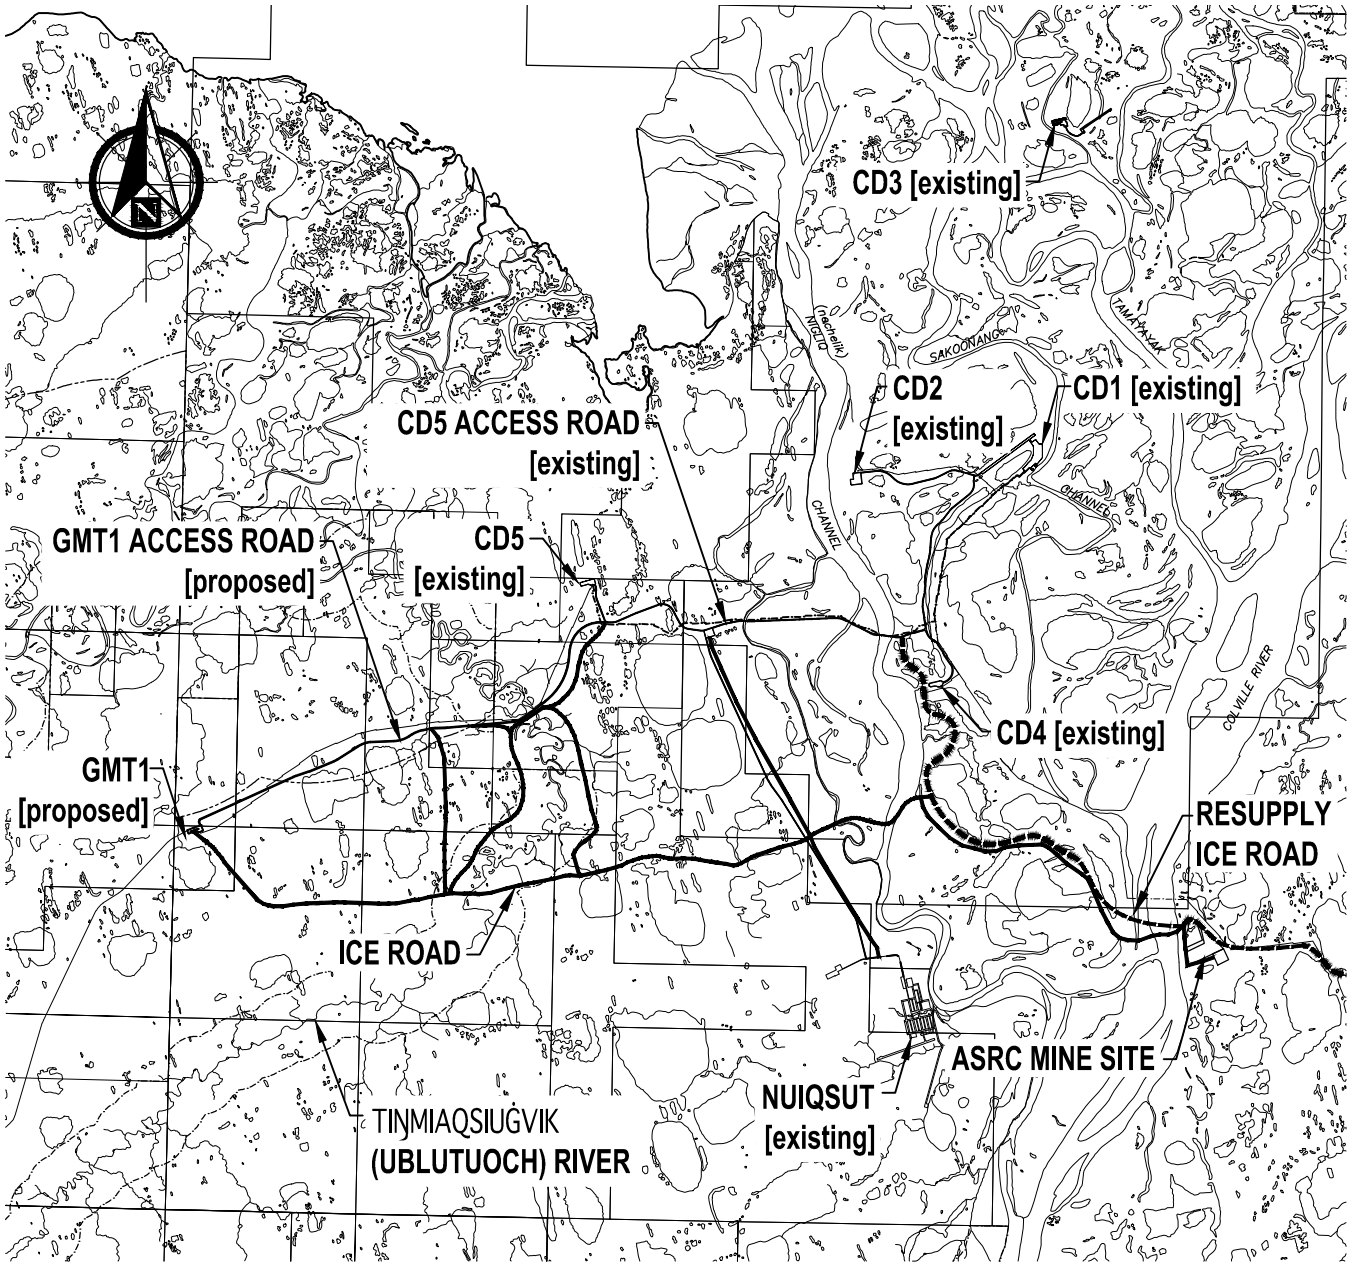 N
CD3 [existing]
(nachelik)
NIGLIQ
CHANNEL
SAKOONANG
CHANNEL
TAMAYAYAK
CD2
[existing]
CD1 [existing]
CD5 ACCESS ROAD
[existing]
GMT1 ACCESS ROAD
[proposed]
CD5
[existing]
COLVILLE RIVER
CD4 [existing]
GMT1
[proposed]
RESUPPLY
ICE ROAD
ICE ROAD
ASRC MINE SITE
NUIQSUT
[existing]
TIŊMIAQSIUĠVIK
(UBLUTUOCH) RIVER